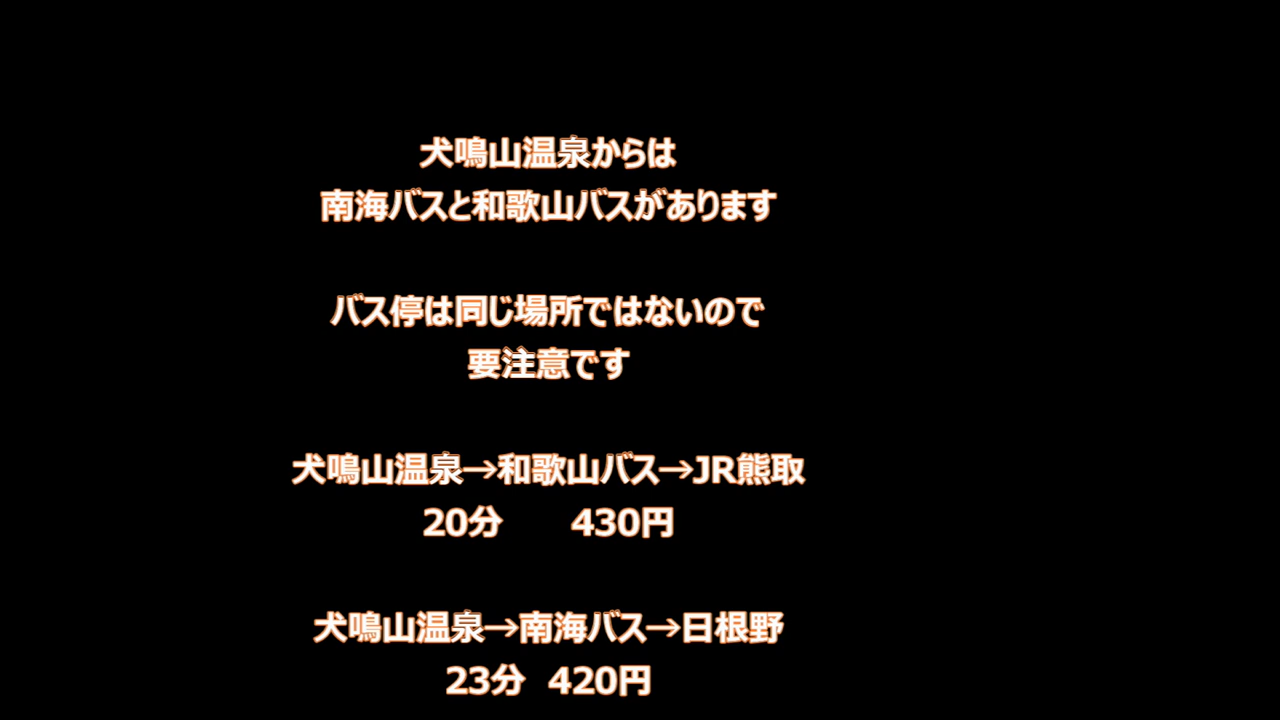 犬鳴山温泉からは
南海バスと和歌山バスがあります
バス停は同じ場所ではないので
要注意です
犬鳴山温泉→和歌山バス→JR熊取
20分　　430円
犬鳴山温泉→南海バス→日根野
23分　420円